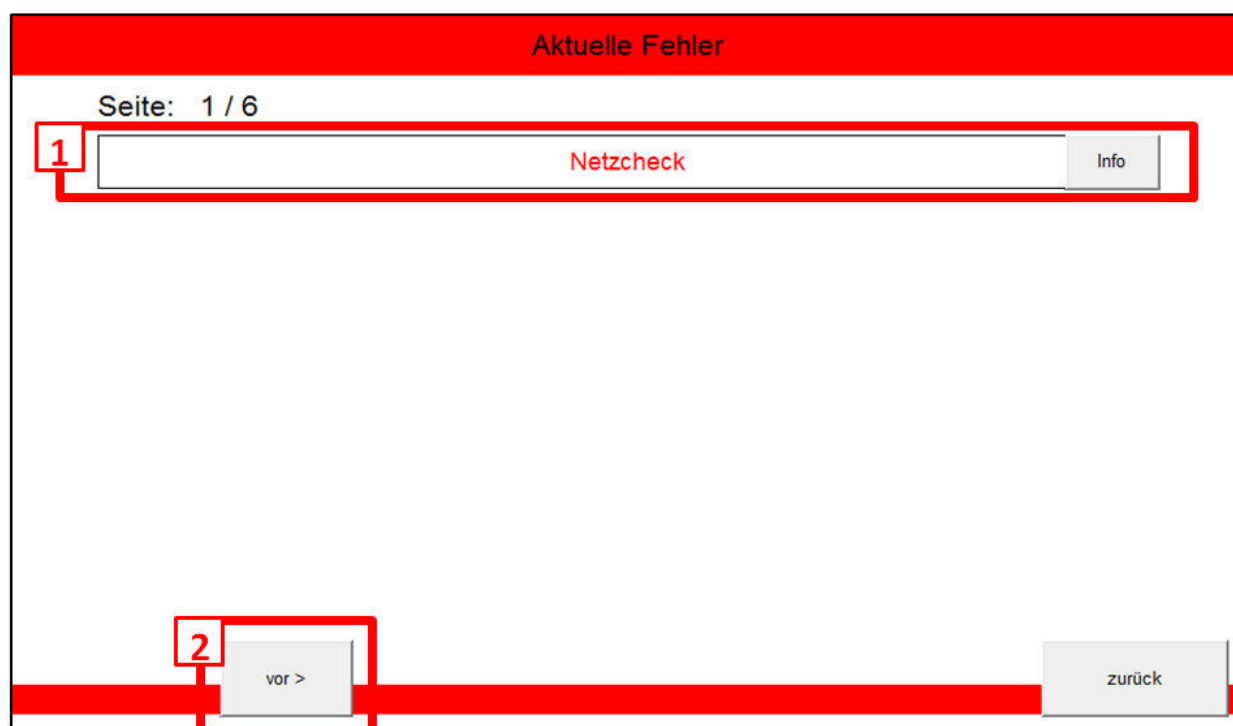 Aktuelle Fehler
Seite: 1 / 6
1
Netzcheck Info
2
vor > zurück